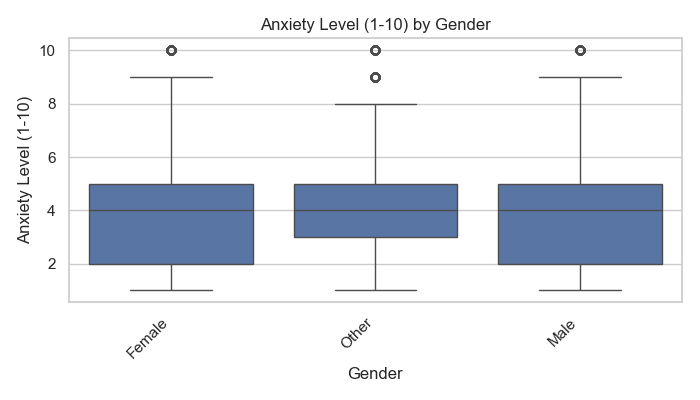 Anxiety Level (1-10) by Gender
Anxiety Level (1-10)
10
8
6
4
2
Female
Other
Male
Gender